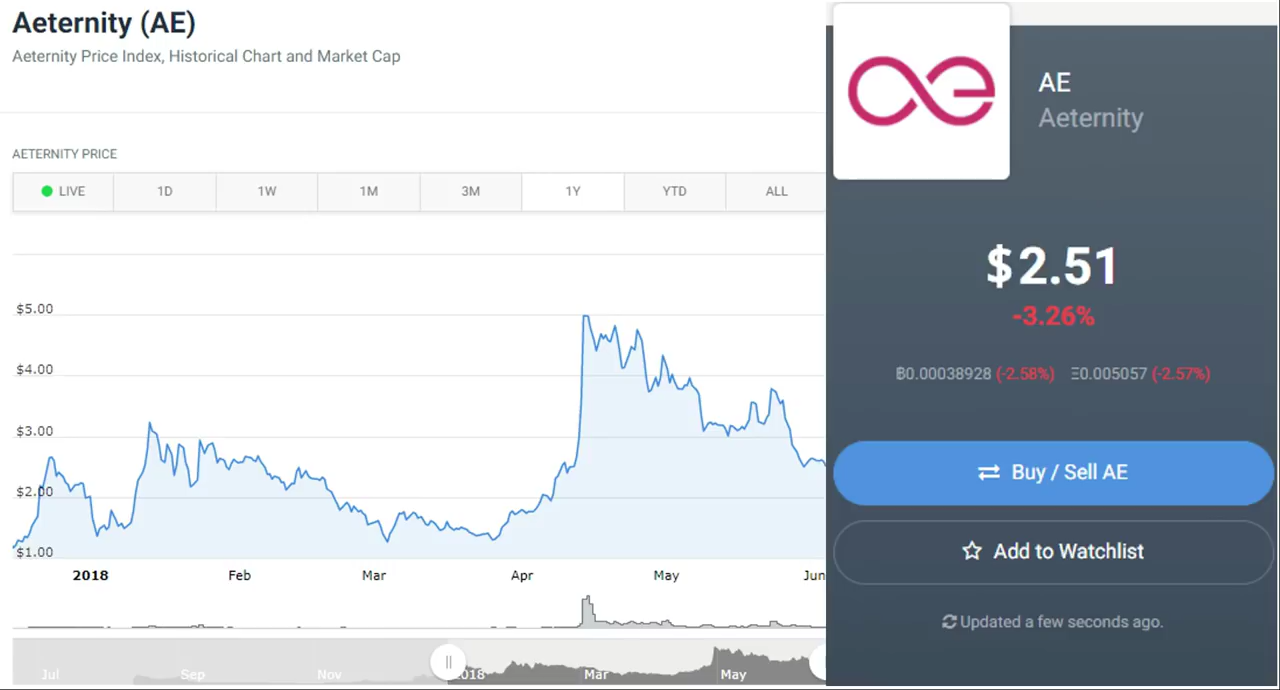 Aeternity (AE)
Aeternity Price Index, Historical Chart and Market Cap
AETERNITY PRICE
LIVE 1D 1W 1M 3M 1Y YTD ALL
$5.00
$4.00
$3.00
$2.00
$1.00
2018 Feb Mar Apr May Jun
Jul Sep Nov 2018 Mar May
AE
Aeternity
$2.51
-3.26%
฿0.00038928 (-2.58%) Ξ0.005057 (-2.57%)
Buy / Sell AE
Add to Watchlist
Updated a few seconds ago.